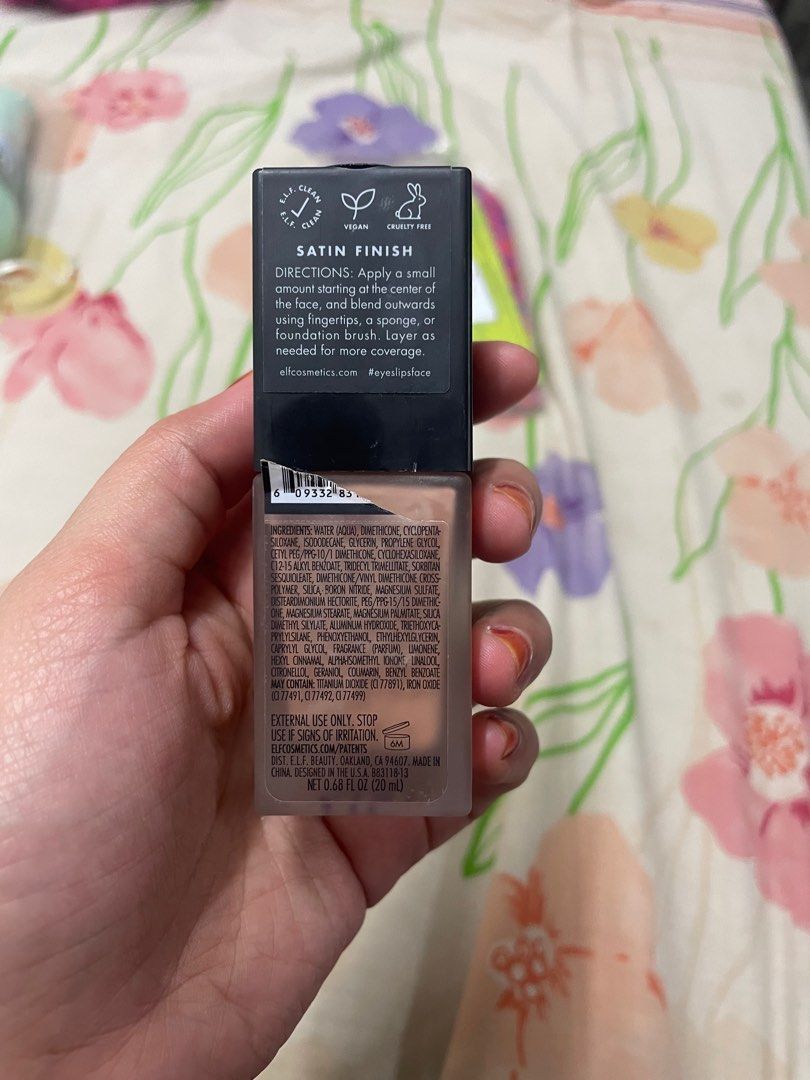 E.L.F. CLEAN E.L.F. CLEAN
VEGAN
CRUELTY FREE
SATIN FINISH
DIRECTIONS: Apply a small
amount starting at the center of
the face, and blend outwards
using fingertips, a sponge, or
foundation brush. Layer as
needed for more coverage.
elfcosmetics.com #eyeslipsface
6 09332 831
INGREDIENTS: WATER (AQUA), DIMETHICONE, CYCLOPENTA-
SILOXANE, ISODODECANE, GLYCERIN, PROPYLENE GLYCOL,
CETYL PEG/PPG-10/1 DIMETHICONE, CYCLOHEXASILOXANE,
C12-15 ALKYL BENZOATE, TRIDECYL TRIMELLITATE, SORBITAN
SESQUIOLEATE, DIMETHICONE/VINYL DIMETHICONE CROSS-
POLYMER, SILICA, BORON NITRIDE, MAGNESIUM SULFATE,
DISTEARDIMONIUM HECTORITE, PEG/PPG-15/15 DIMETHIC-
ONE, MAGNESIUM STEARATE, MAGNESIUM PALMITATE, SILICA
DIMETHYL SILYLATE, ALUMINUM HYDROXIDE, TRIETHOXYCA-
PRYLYLSILANE, PHENOXYETHANOL, ETHYLHEXYLGLYCERIN,
CAPRYLYL GLYCOL, FRAGRANCE (PARFUM), LIMONENE,
HEXYL CINNAMAL, ALPHA-ISOMETHYL IONONE, LINALOOL,
CITRONELLOL, GERANIOL, COUMARIN, BENZYL BENZOATE
MAY CONTAIN: TITANIUM DIOXIDE (CI 77891), IRON OXIDE
(CI 77491, CI 77492, CI 77499)
EXTERNAL USE ONLY. STOP
USE IF SIGNS OF IRRITATION.
6M
ELFCOSMETICS.COM/PATENTS
DIST. E.L.F. BEAUTY. OAKLAND, CA 94607. MADE IN
CHINA. DESIGNED IN THE U.S.A. B83118-13
NET 0.68 FL OZ (20 mL)